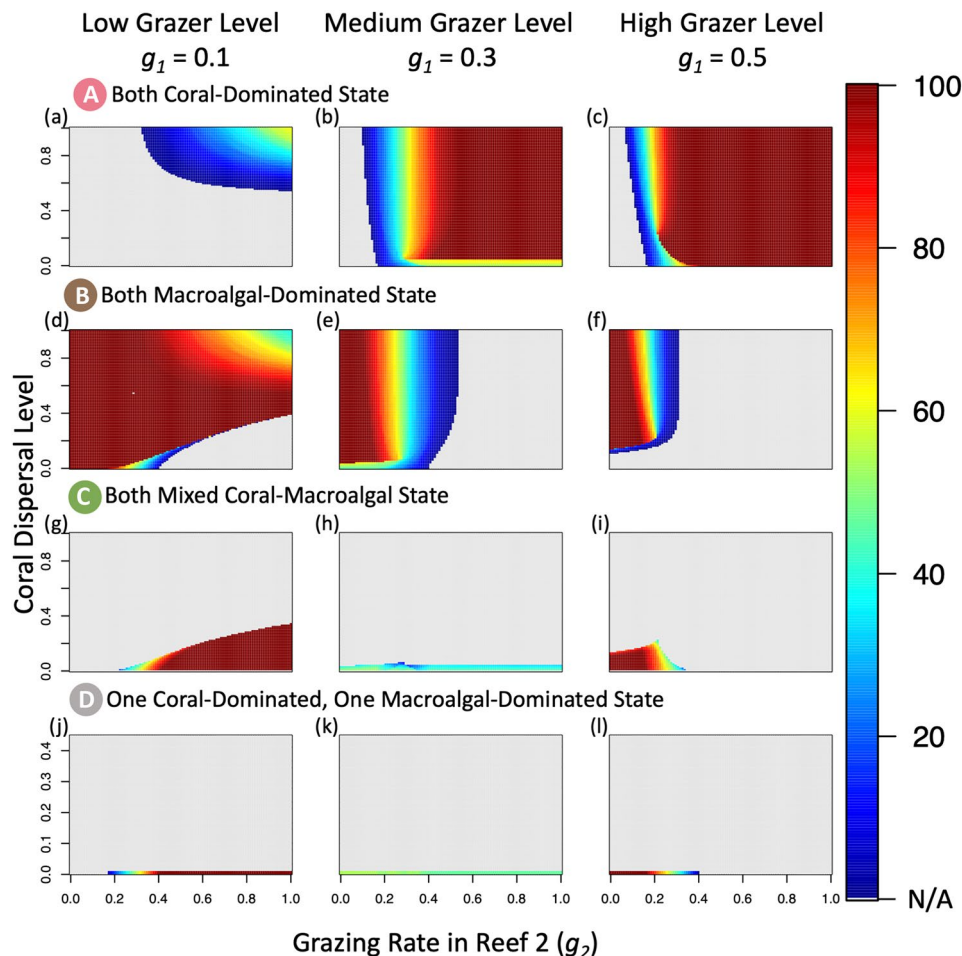 Low Grazer Level Medium Grazer Level High Grazer Level
g1 = 0.1 g1 = 0.3 g1 = 0.5
A Both Coral-Dominated State
(a) (b) (c)
0.8
0.4
0.0
B Both Macroalgal-Dominated State
(d) (e) (f)
0.8
0.4
0.0
C Both Mixed Coral-Macroalgal State
(g) (h) (i)
0.8
0.4
0.0
D One Coral-Dominated, One Macroalgal-Dominated State
(j) (k) (l)
0.4
0.3
0.2
0.1
0.0
0.0 0.2 0.4 0.6 0.8 1.0 0.0 0.2 0.4 0.6 0.8 1.0 0.0 0.2 0.4 0.6 0.8 1.0
Coral Dispersal Level
Grazing Rate in Reef 2 (g2)
100
80
60
40
20
N/A